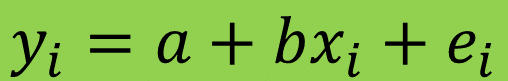 yᵢ = a + bxᵢ + eᵢ